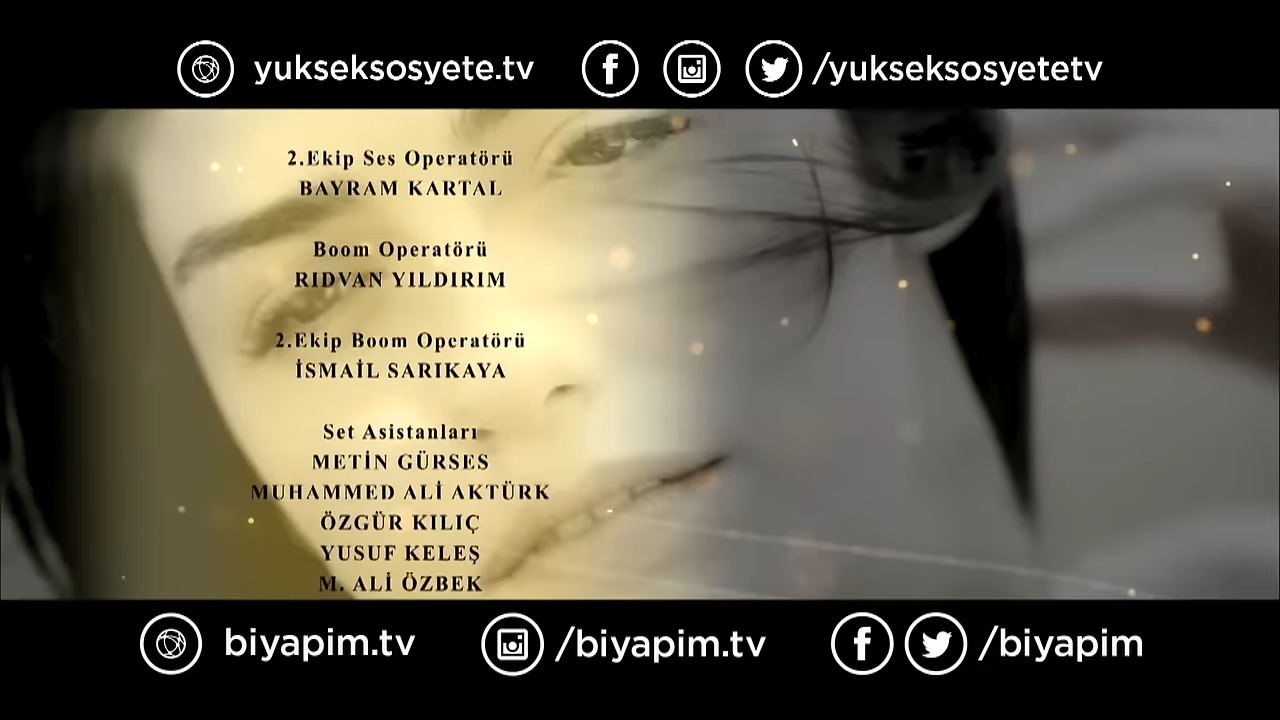 yukseksosyete.tv /yukseksosyetetv
2.Ekip Ses Operatörü
BAYRAM KARTAL
Boom Operatörü
RIDVAN YILDIRIM
2.Ekip Boom Operatörü
İSMAİL SARIKAYA
Set Asistanları
METİN GÜRSES
MUHAMMED ALİ AKTÜRK
ÖZGÜR KILIÇ
YUSUF KELEŞ
M. ALİ ÖZBEK
biyapim.tv /biyapim.tv /biyapim